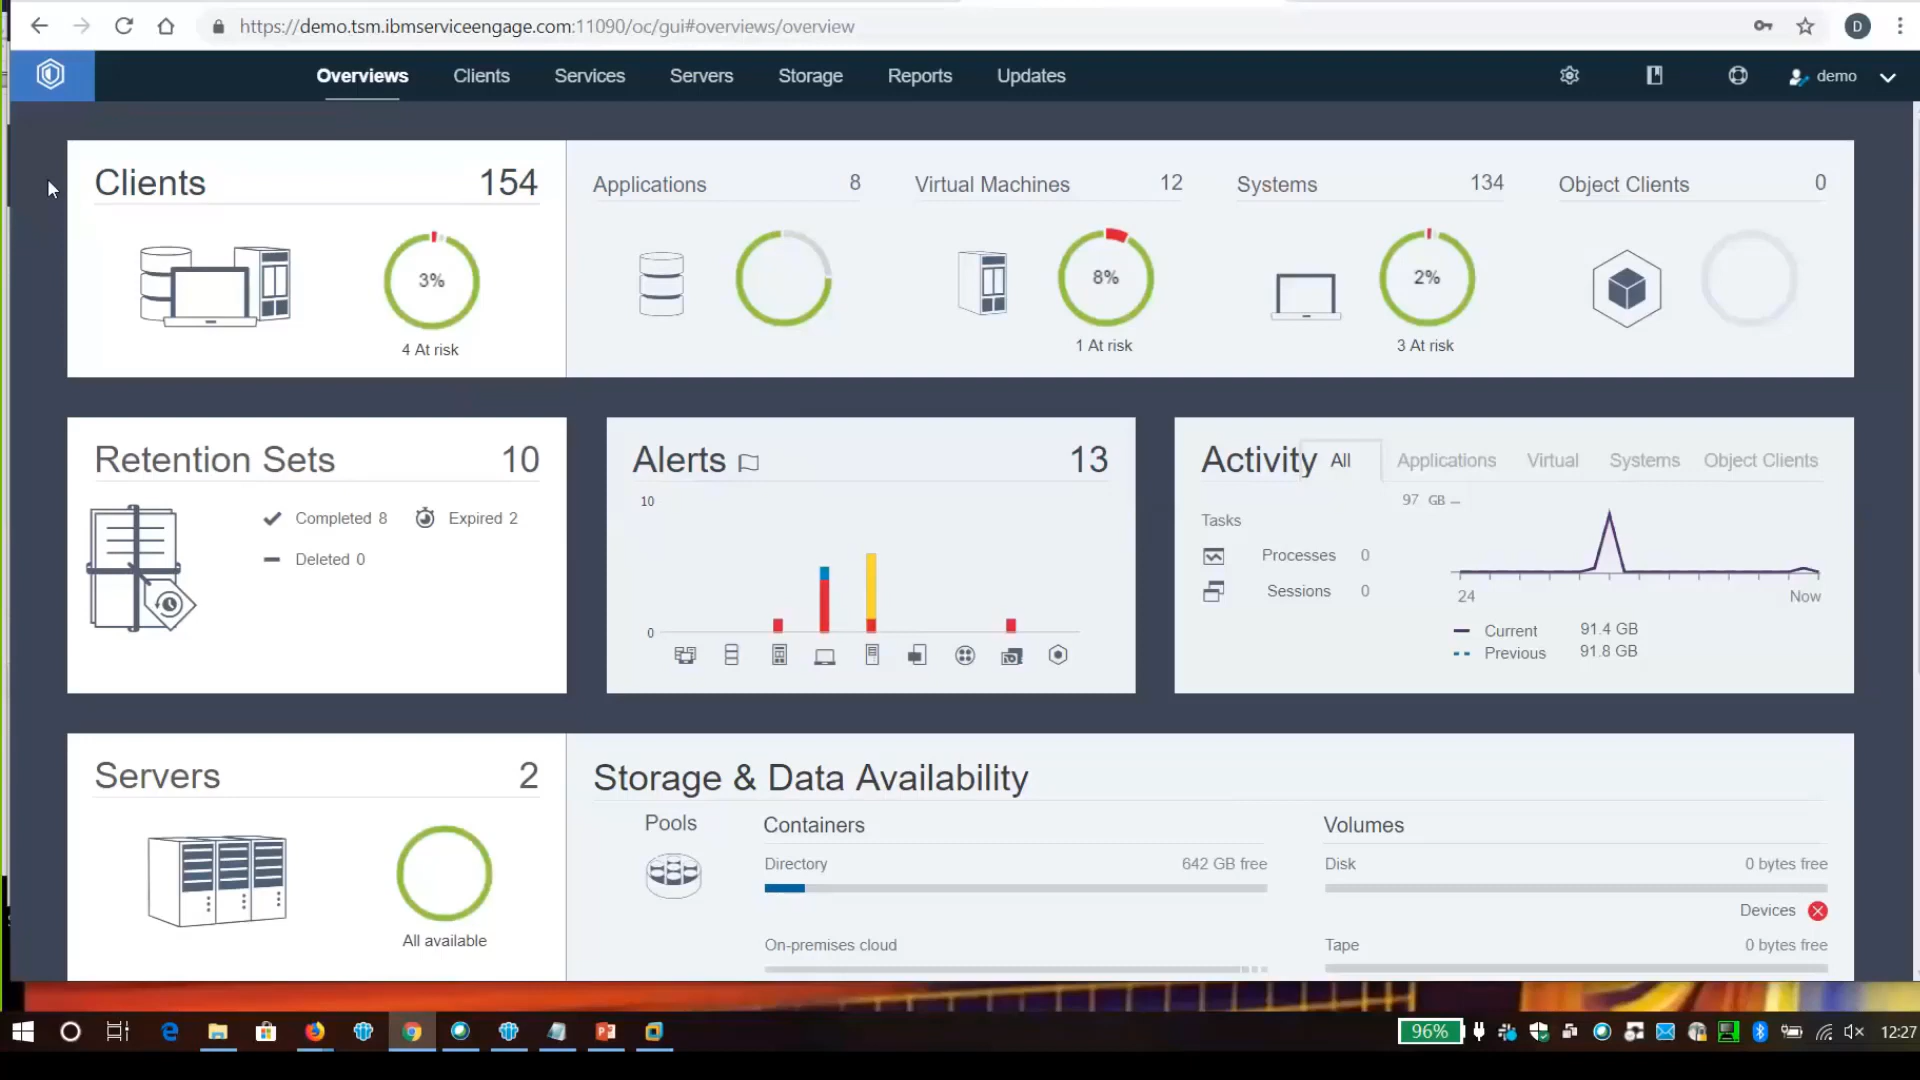 https://demo.tsm.ibmserviceengage.com:11090/oc/gui#overviews/overview
D
Overviews Clients Services Servers Storage Reports Updates demo
Clients 154
3%
4 At risk
Applications 8
Virtual Machines 12
8%
1 At risk
Systems 134
2%
3 At risk
Object Clients 0
Retention Sets 10
Completed 8 Expired 2
Deleted 0
Alerts 13
10
0
Activity All Applications Virtual Systems Object Clients
97 GB
Tasks
Processes 0
Sessions 0
24 Now
Current 91.4 GB
Previous 91.8 GB
Servers 2
All available
Storage & Data Availability
Pools
Containers
Directory 642 GB free
On-premises cloud
Volumes
Disk 0 bytes free
Devices
Tape 0 bytes free
96%
12:27